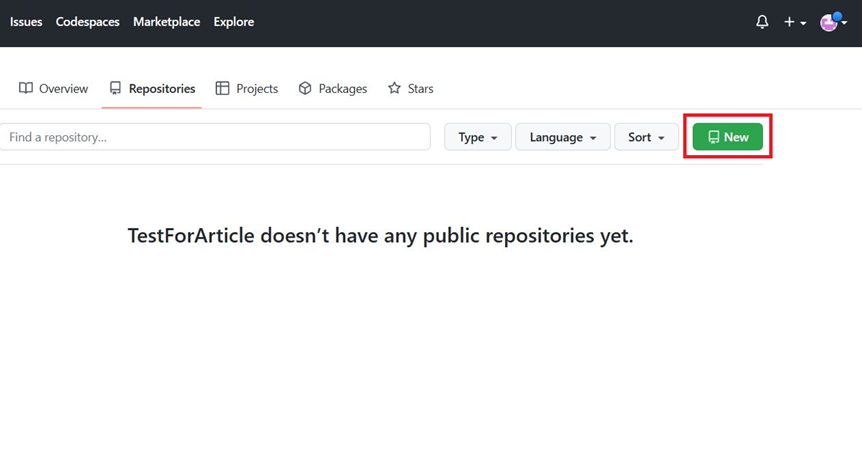 Issues Codespaces Marketplace Explore
Overview Repositories Projects Packages Stars
Find a repository... Type Language Sort New
TestForArticle doesn't have any public repositories yet.